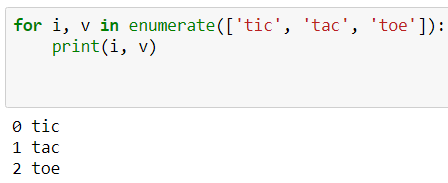 for i, v in enumerate(['tic', 'tac', 'toe']):
    print(i, v)
0 tic
1 tac
2 toe